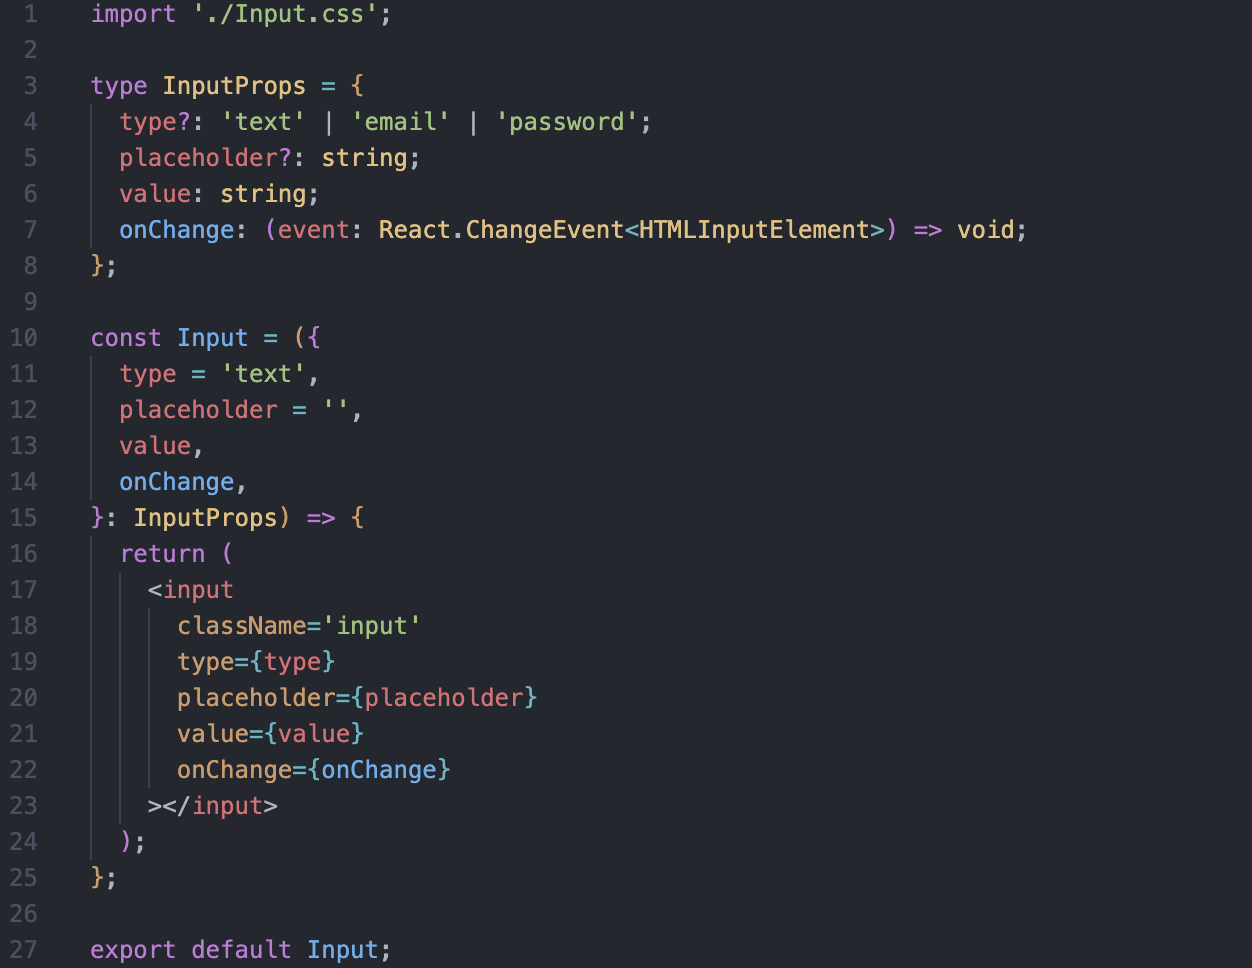 1 import './Input.css';
2
3 type InputProps = {
4 type?: 'text' | 'email' | 'password';
5 placeholder?: string;
6 value: string;
7 onChange: (event: React.ChangeEvent<HTMLInputElement>) => void;
8 };
9
10 const Input = ({
11 type = 'text',
12 placeholder = '',
13 value,
14 onChange,
15 }: InputProps) => {
16 return (
17 <input
18 className='input'
19 type={type}
20 placeholder={placeholder}
21 value={value}
22 onChange={onChange}
23 ></input>
24 );
25 };
26
27 export default Input;